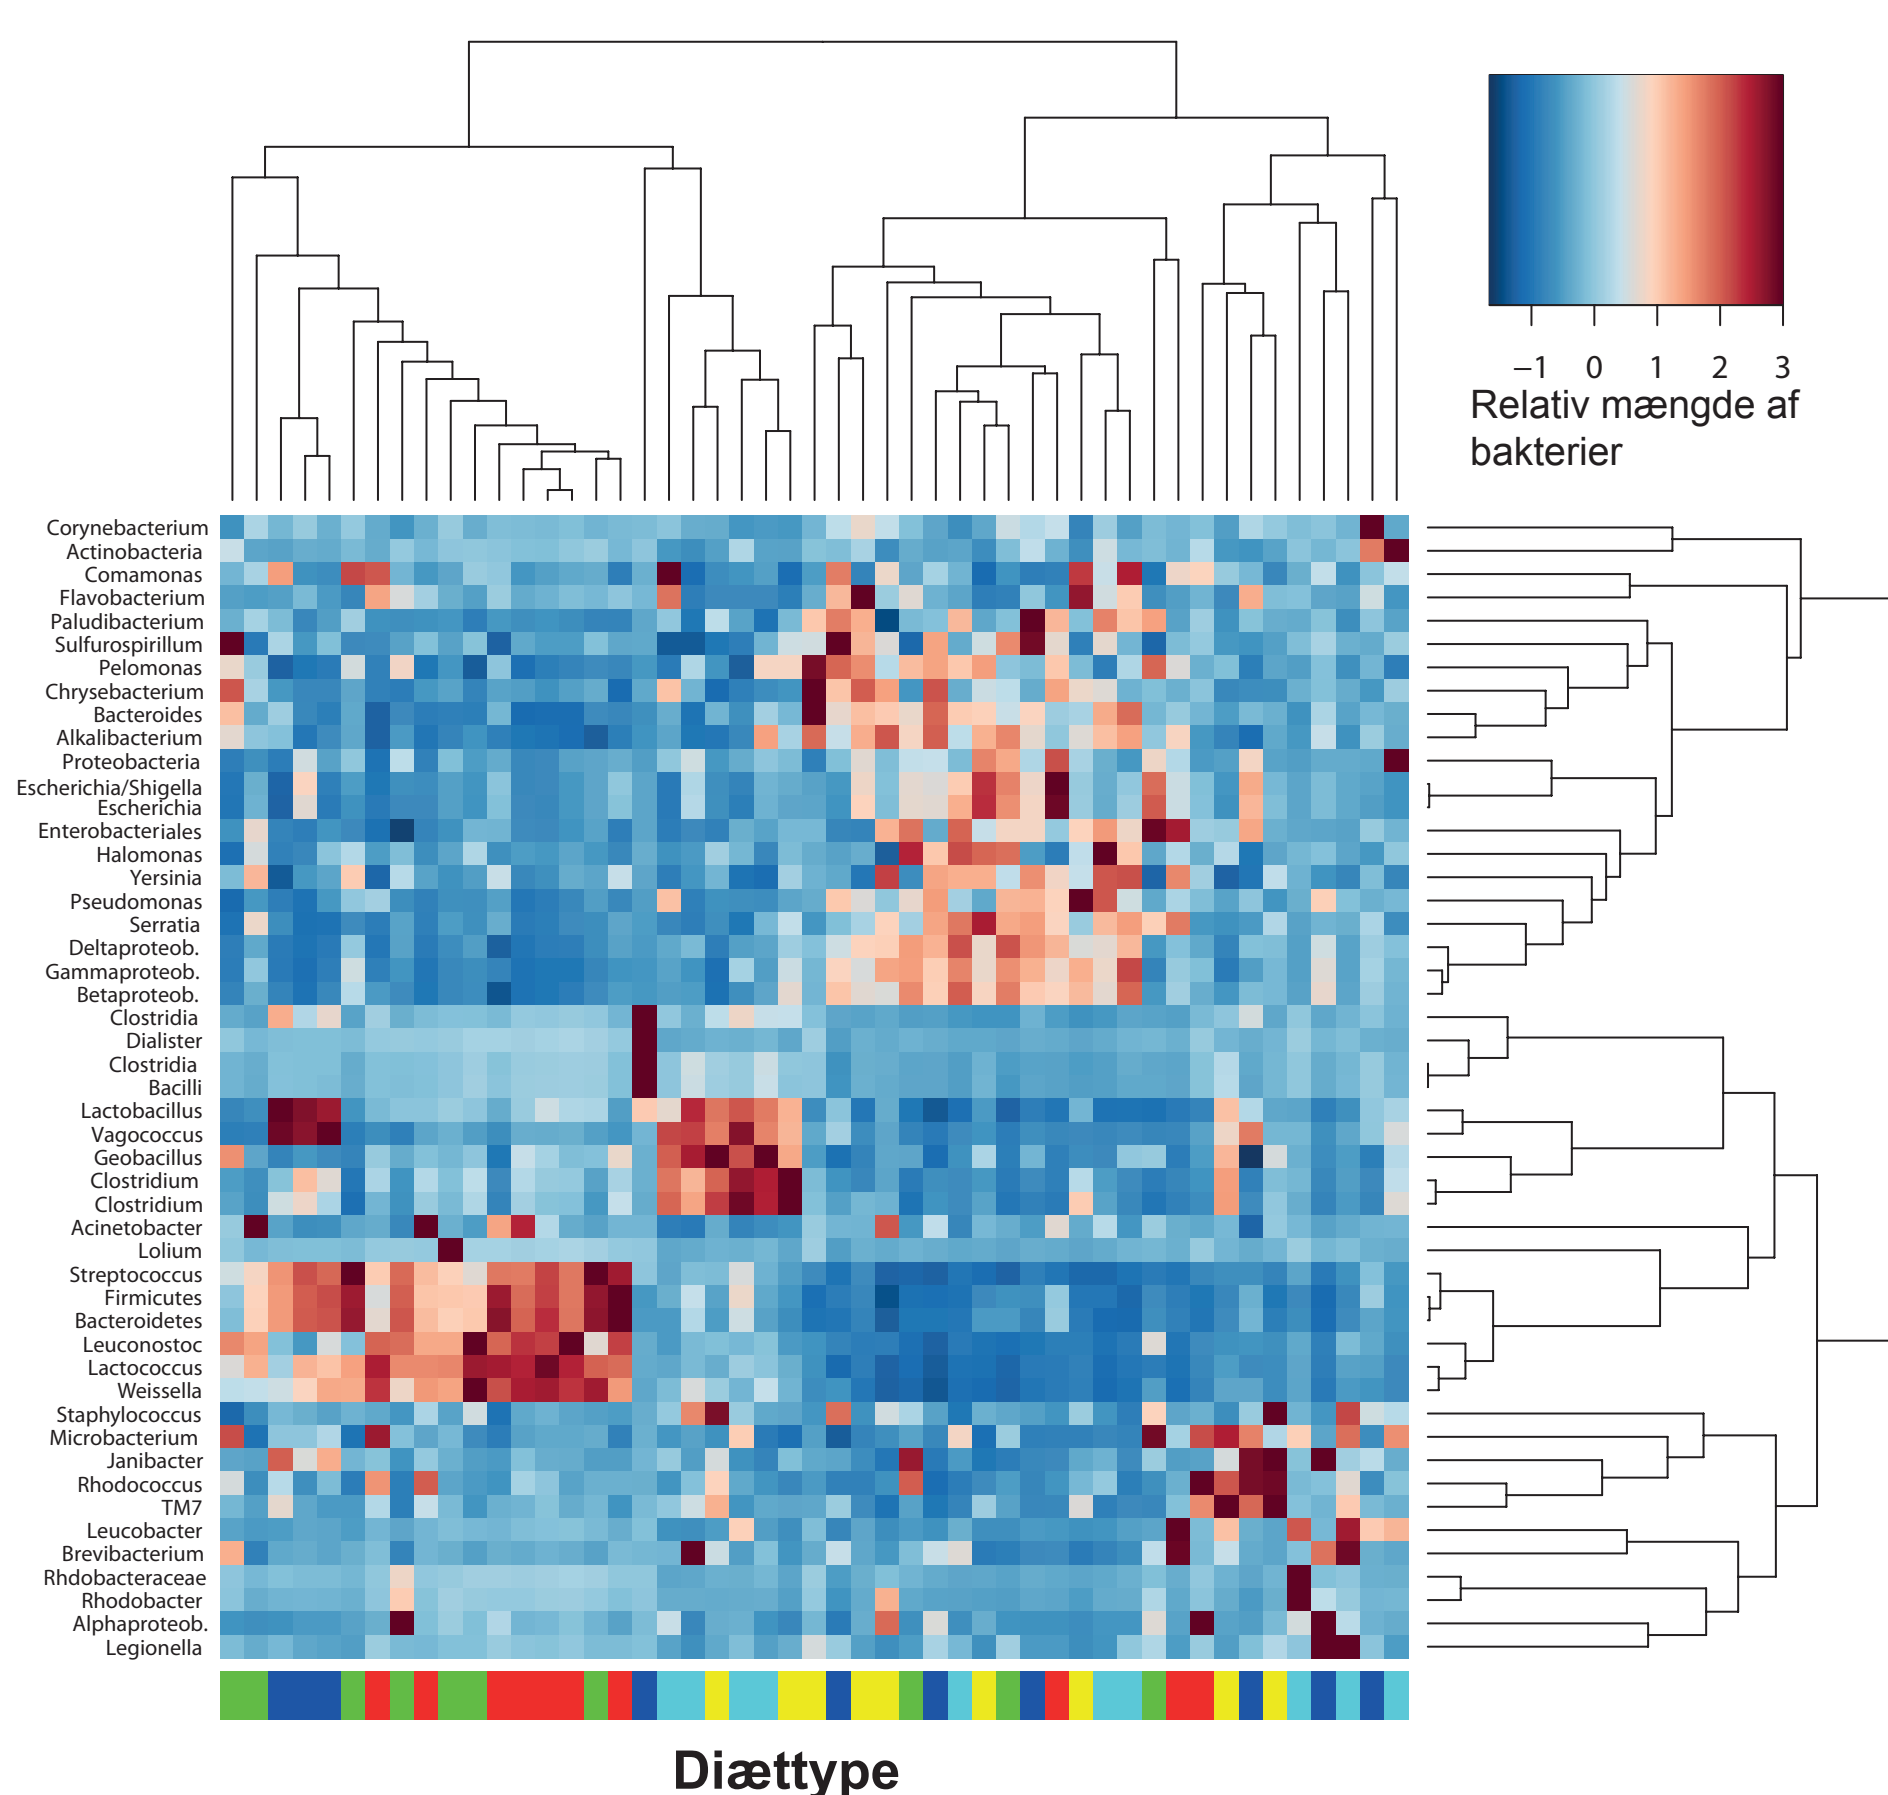 −1 0 1 2 3
Relativ mængde af
bakterier
Corynebacterium
Actinobacteria
Comamonas
Flavobacterium
Paludibacterium
Sulfurospirillum
Pelomonas
Chrysebacterium
Bacteroides
Alkalibacterium
Proteobacteria
Escherichia/Shigella
Escherichia
Enterobacteriales
Halomonas
Yersinia
Pseudomonas
Serratia
Deltaproteob.
Gammaproteob.
Betaproteob.
Clostridia
Dialister
Clostridia
Bacilli
Lactobacillus
Vagococcus
Geobacillus
Clostridium
Clostridium
Acinetobacter
Lolium
Streptococcus
Firmicutes
Bacteroidetes
Leuconostoc
Lactococcus
Weissella
Staphylococcus
Microbacterium
Janibacter
Rhodococcus
TM7
Leucobacter
Brevibacterium
Rhdobacteraceae
Rhodobacter
Alphaproteob.
Legionella
Diættype